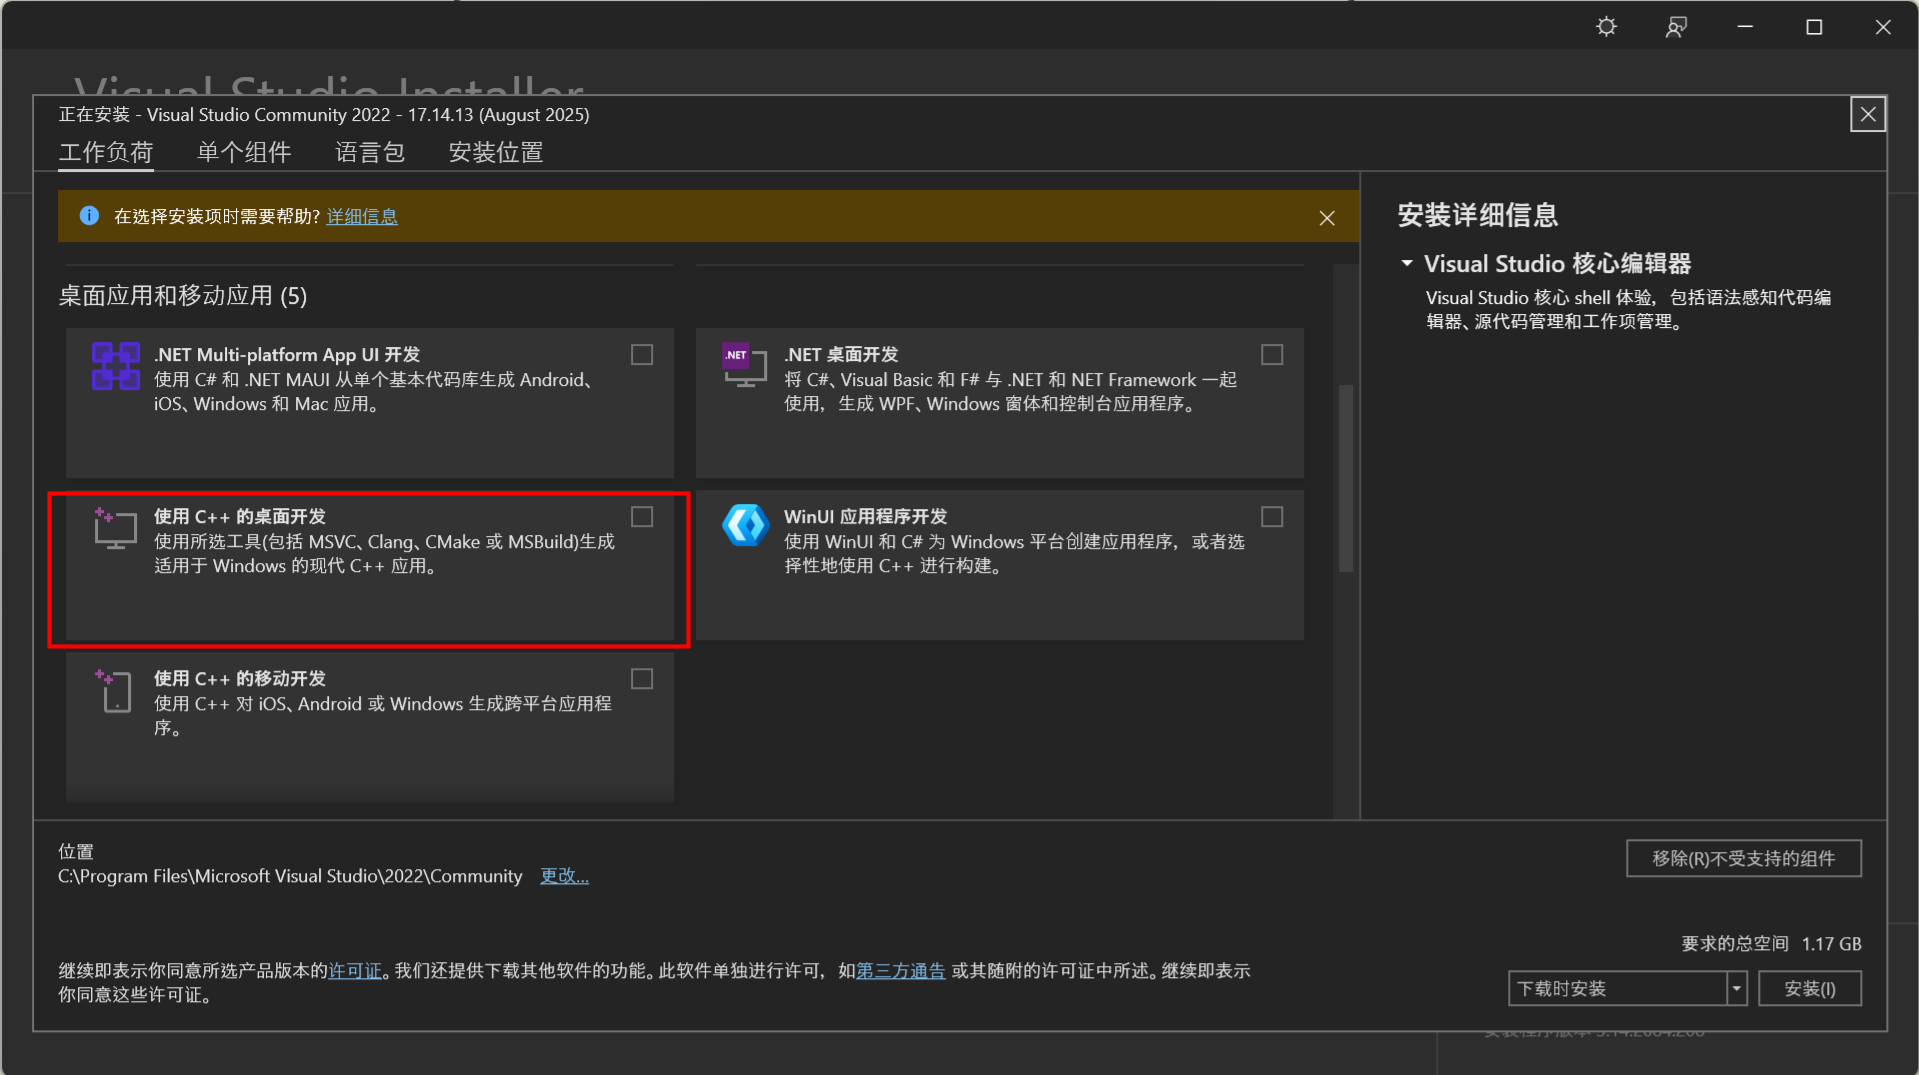 Visual Studio Installer
正在安装 - Visual Studio Community 2022 - 17.14.13 (August 2025)
工作负荷 单个组件 语言包 安装位置
在选择安装项时需要帮助? 详细信息
桌面应用和移动应用 (5)
.NET Multi-platform App UI 开发
使用 C# 和 .NET MAUI 从单个基本代码库生成 Android、
iOS、Windows 和 Mac 应用。
.NET
.NET 桌面开发
将 C#、Visual Basic 和 F# 与 .NET 和 NET Framework 一起
使用，生成 WPF、Windows 窗体和控制台应用程序。
使用 C++ 的桌面开发
使用所选工具(包括 MSVC、Clang、CMake 或 MSBuild)生成
适用于 Windows 的现代 C++ 应用。
WinUI 应用程序开发
使用 WinUI 和 C# 为 Windows 平台创建应用程序，或者选
择性地使用 C++ 进行构建。
使用 C++ 的移动开发
使用 C++ 对 iOS、Android 或 Windows 生成跨平台应用程
序。
安装详细信息
Visual Studio 核心编辑器
Visual Studio 核心 shell 体验，包括语法感知代码编
辑器、源代码管理和工作项管理。
位置
C:\Program Files\Microsoft Visual Studio\2022\Community 更改...
移除(R)不受支持的组件
要求的总空间 1.17 GB
继续即表示你同意所选产品版本的许可证。我们还提供下载其他软件的功能。此软件单独进行许可，如第三方通告 或其随附的许可证中所述。继续即表示
你同意这些许可证。
下载时安装 安装(I)